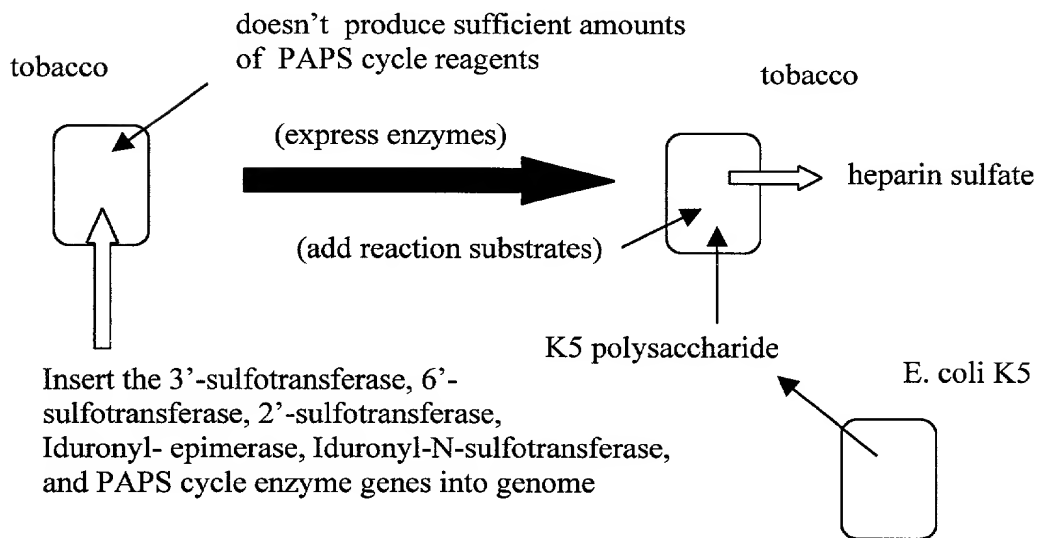 doesn't produce sufficient amounts
of PAPS cycle reagents
tobacco
tobacco
(express enzymes)
heparin sulfate
(add reaction substrates)
K5 polysaccharide
E. coli K5
Insert the 3'-sulfotransferase, 6'-
sulfotransferase, 2'-sulfotransferase,
Iduronyl- epimerase, Iduronyl-N-sulfotransferase,
and PAPS cycle enzyme genes into genome